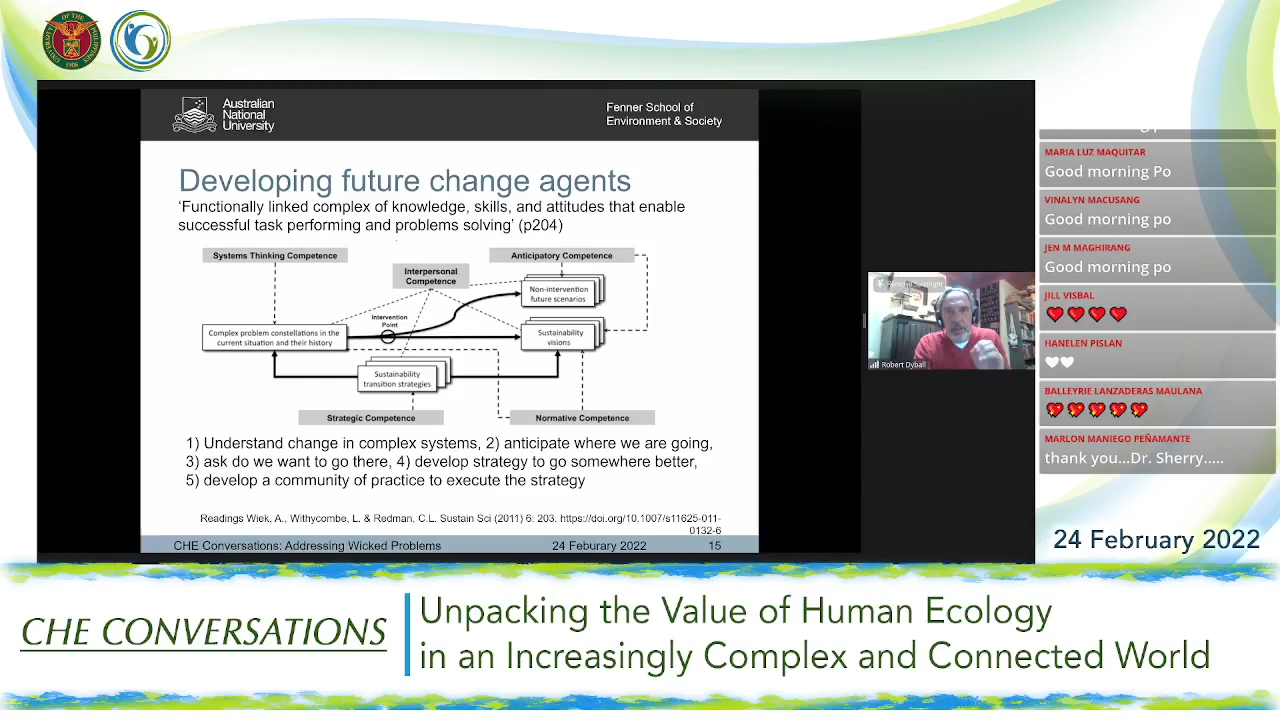 UNIVERSITY OF THE PHILIPPINES
1908
Australian
National
University
Fenner School of
Environment & Society
Developing future change agents
‘Functionally linked complex of knowledge, skills, and attitudes that enable
successful task performing and problems solving’ (p204)
Systems Thinking Competence
Anticipatory Competence
Interpersonal
Competence
Non-intervention
future scenarios
Intervention
Point
Complex problem constellations in the
current situation and their history
Sustainability
visions
Sustainability
transition strategies
Strategic Competence
Normative Competence
1) Understand change in complex systems, 2) anticipate where we are going,
3) ask do we want to go there, 4) develop strategy to go somewhere better,
5) develop a community of practice to execute the strategy
Readings Wiek, A., Withycombe, L. & Redman, C.L. Sustain Sci (2011) 6: 203. https://doi.org/10.1007/s11625-011-
0132-6
CHE Conversations: Addressing Wicked Problems 24 Feburary 2022 15
Remove Spotlight
Robert Dyball
MARIA LUZ MAQUITAR
Good morning Po
VINALYN MACUSANG
Good morning po
JEN M MAGHIRANG
Good morning po
JILL VISBAL
HANELEN PISLAN
BALLEYRIE LANZADERAS MAULANA
MARLON MANIEGO PEÑAMANTE
thank you...Dr. Sherry.....
24 February 2022
CHE CONVERSATIONS
Unpacking the Value of Human Ecology
in an Increasingly Complex and Connected World